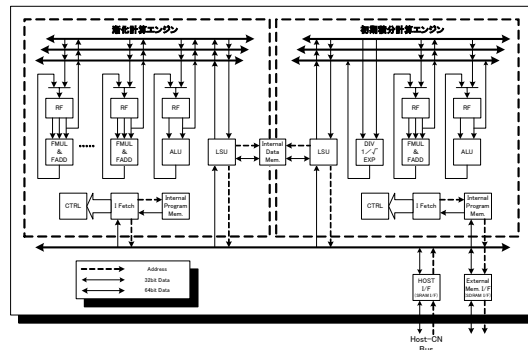 漸化計算エンジン
初期積分計算エンジン
RF
RF
RF
RF
RF
FMUL
&
FADD
FMUL
&
FADD
ALU
LSU
Internal
Data
Mem.
LSU
DIV
1/√
EXP
FMUL
&
FADD
ALU
CTRL
I Fetch
Internal
Program
Mem.
CTRL
I Fetch
Internal
Program
Mem.
Address
32bit Data
64bit Data
HOST
I/F
(SRAM I/F)
External
Mem. I/F
(SDRAM I/F)
Host-CN
Bus